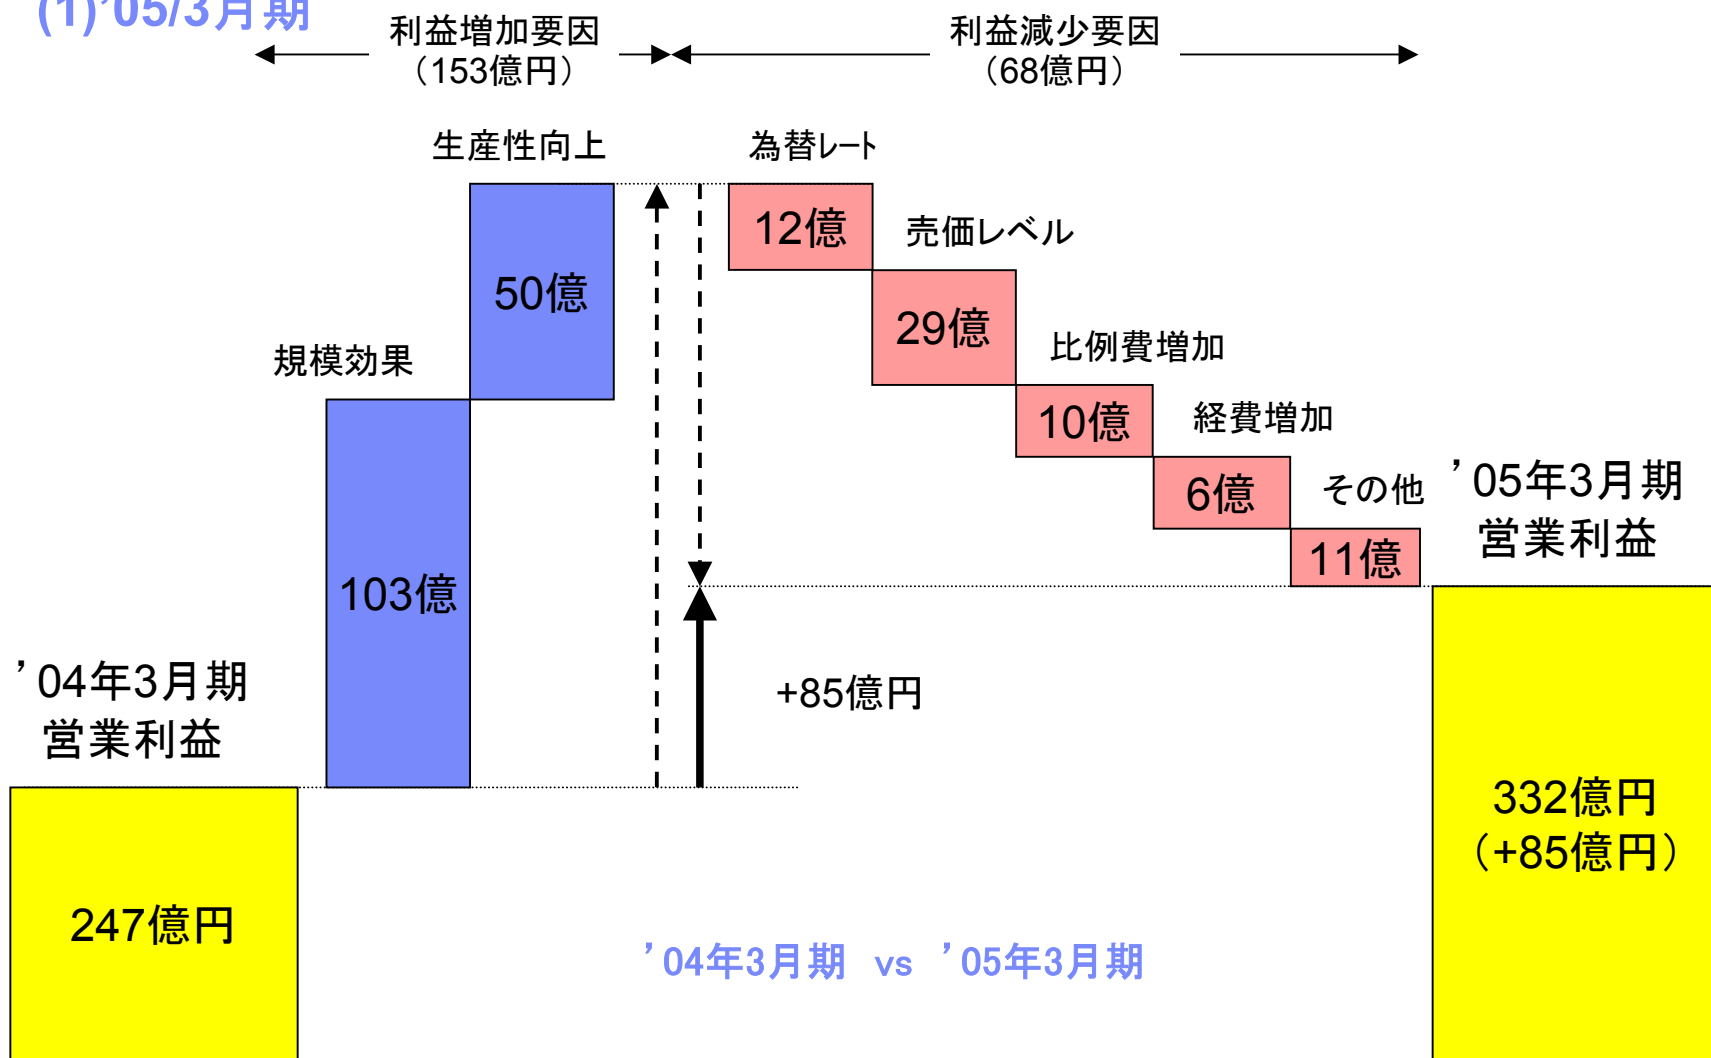 (1)'05/3月期
利益増加要因
（153億円）
利益減少要因
（68億円）
生産性向上
為替レート
12億
売価レベル
50億
29億
規模効果
比例費増加
10億
経費増加
6億
その他
’05年3月期
営業利益
11億
103億
’04年3月期
営業利益
+85億円
332億円
（+85億円）
247億円
’04年3月期 vs ’05年3月期